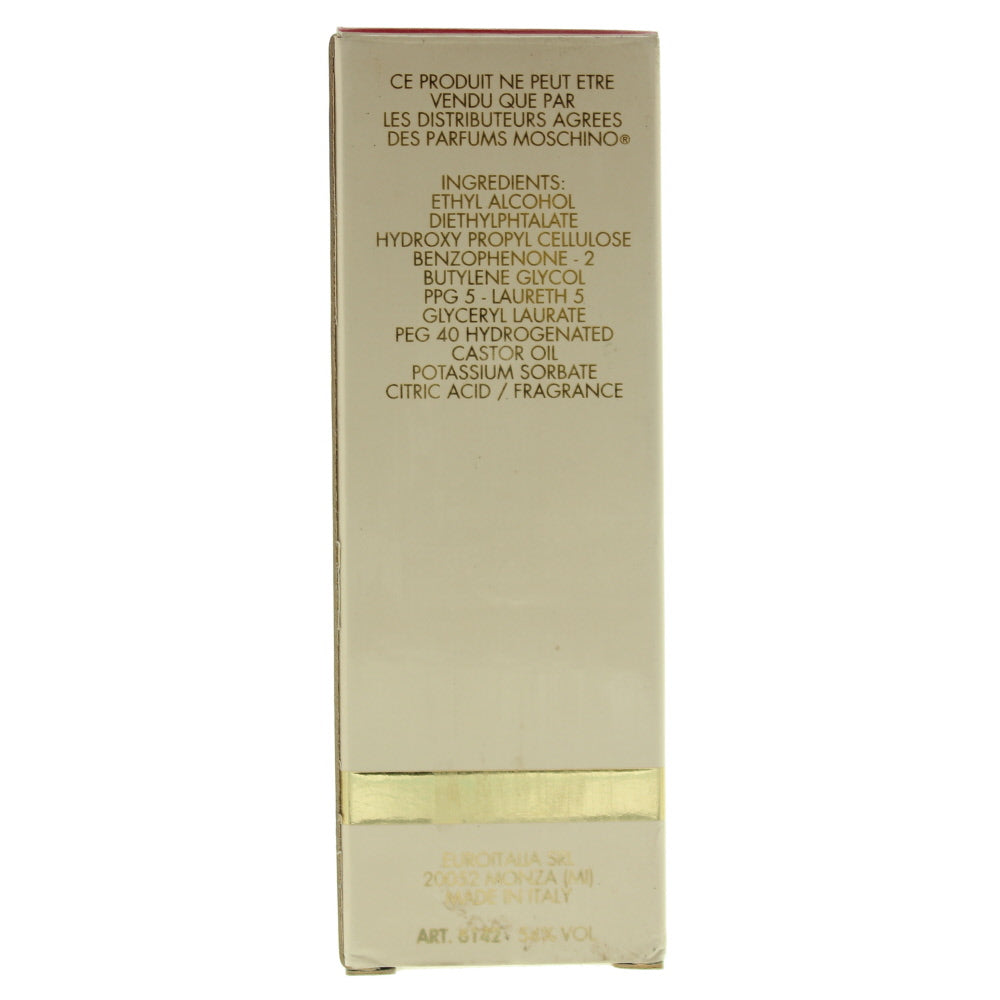 CE PRODUIT NE PEUT ETRE
VENDU QUE PAR
LES DISTRIBUTEURS AGREES
DES PARFUMS MOSCHINO®
INGREDIENTS:
ETHYL ALCOHOL
DIETHYLPHTALATE
HYDROXY PROPYL CELLULOSE
BENZOPHENONE - 2
BUTYLENE GLYCOL
PPG 5 - LAURETH 5
GLYCERYL LAURATE
PEG 40 HYDROGENATED
CASTOR OIL
POTASSIUM SORBATE
CITRIC ACID / FRAGRANCE
EUROITALIA SRL
20052 MONZA (MI)
MADE IN ITALY
ART. VOL